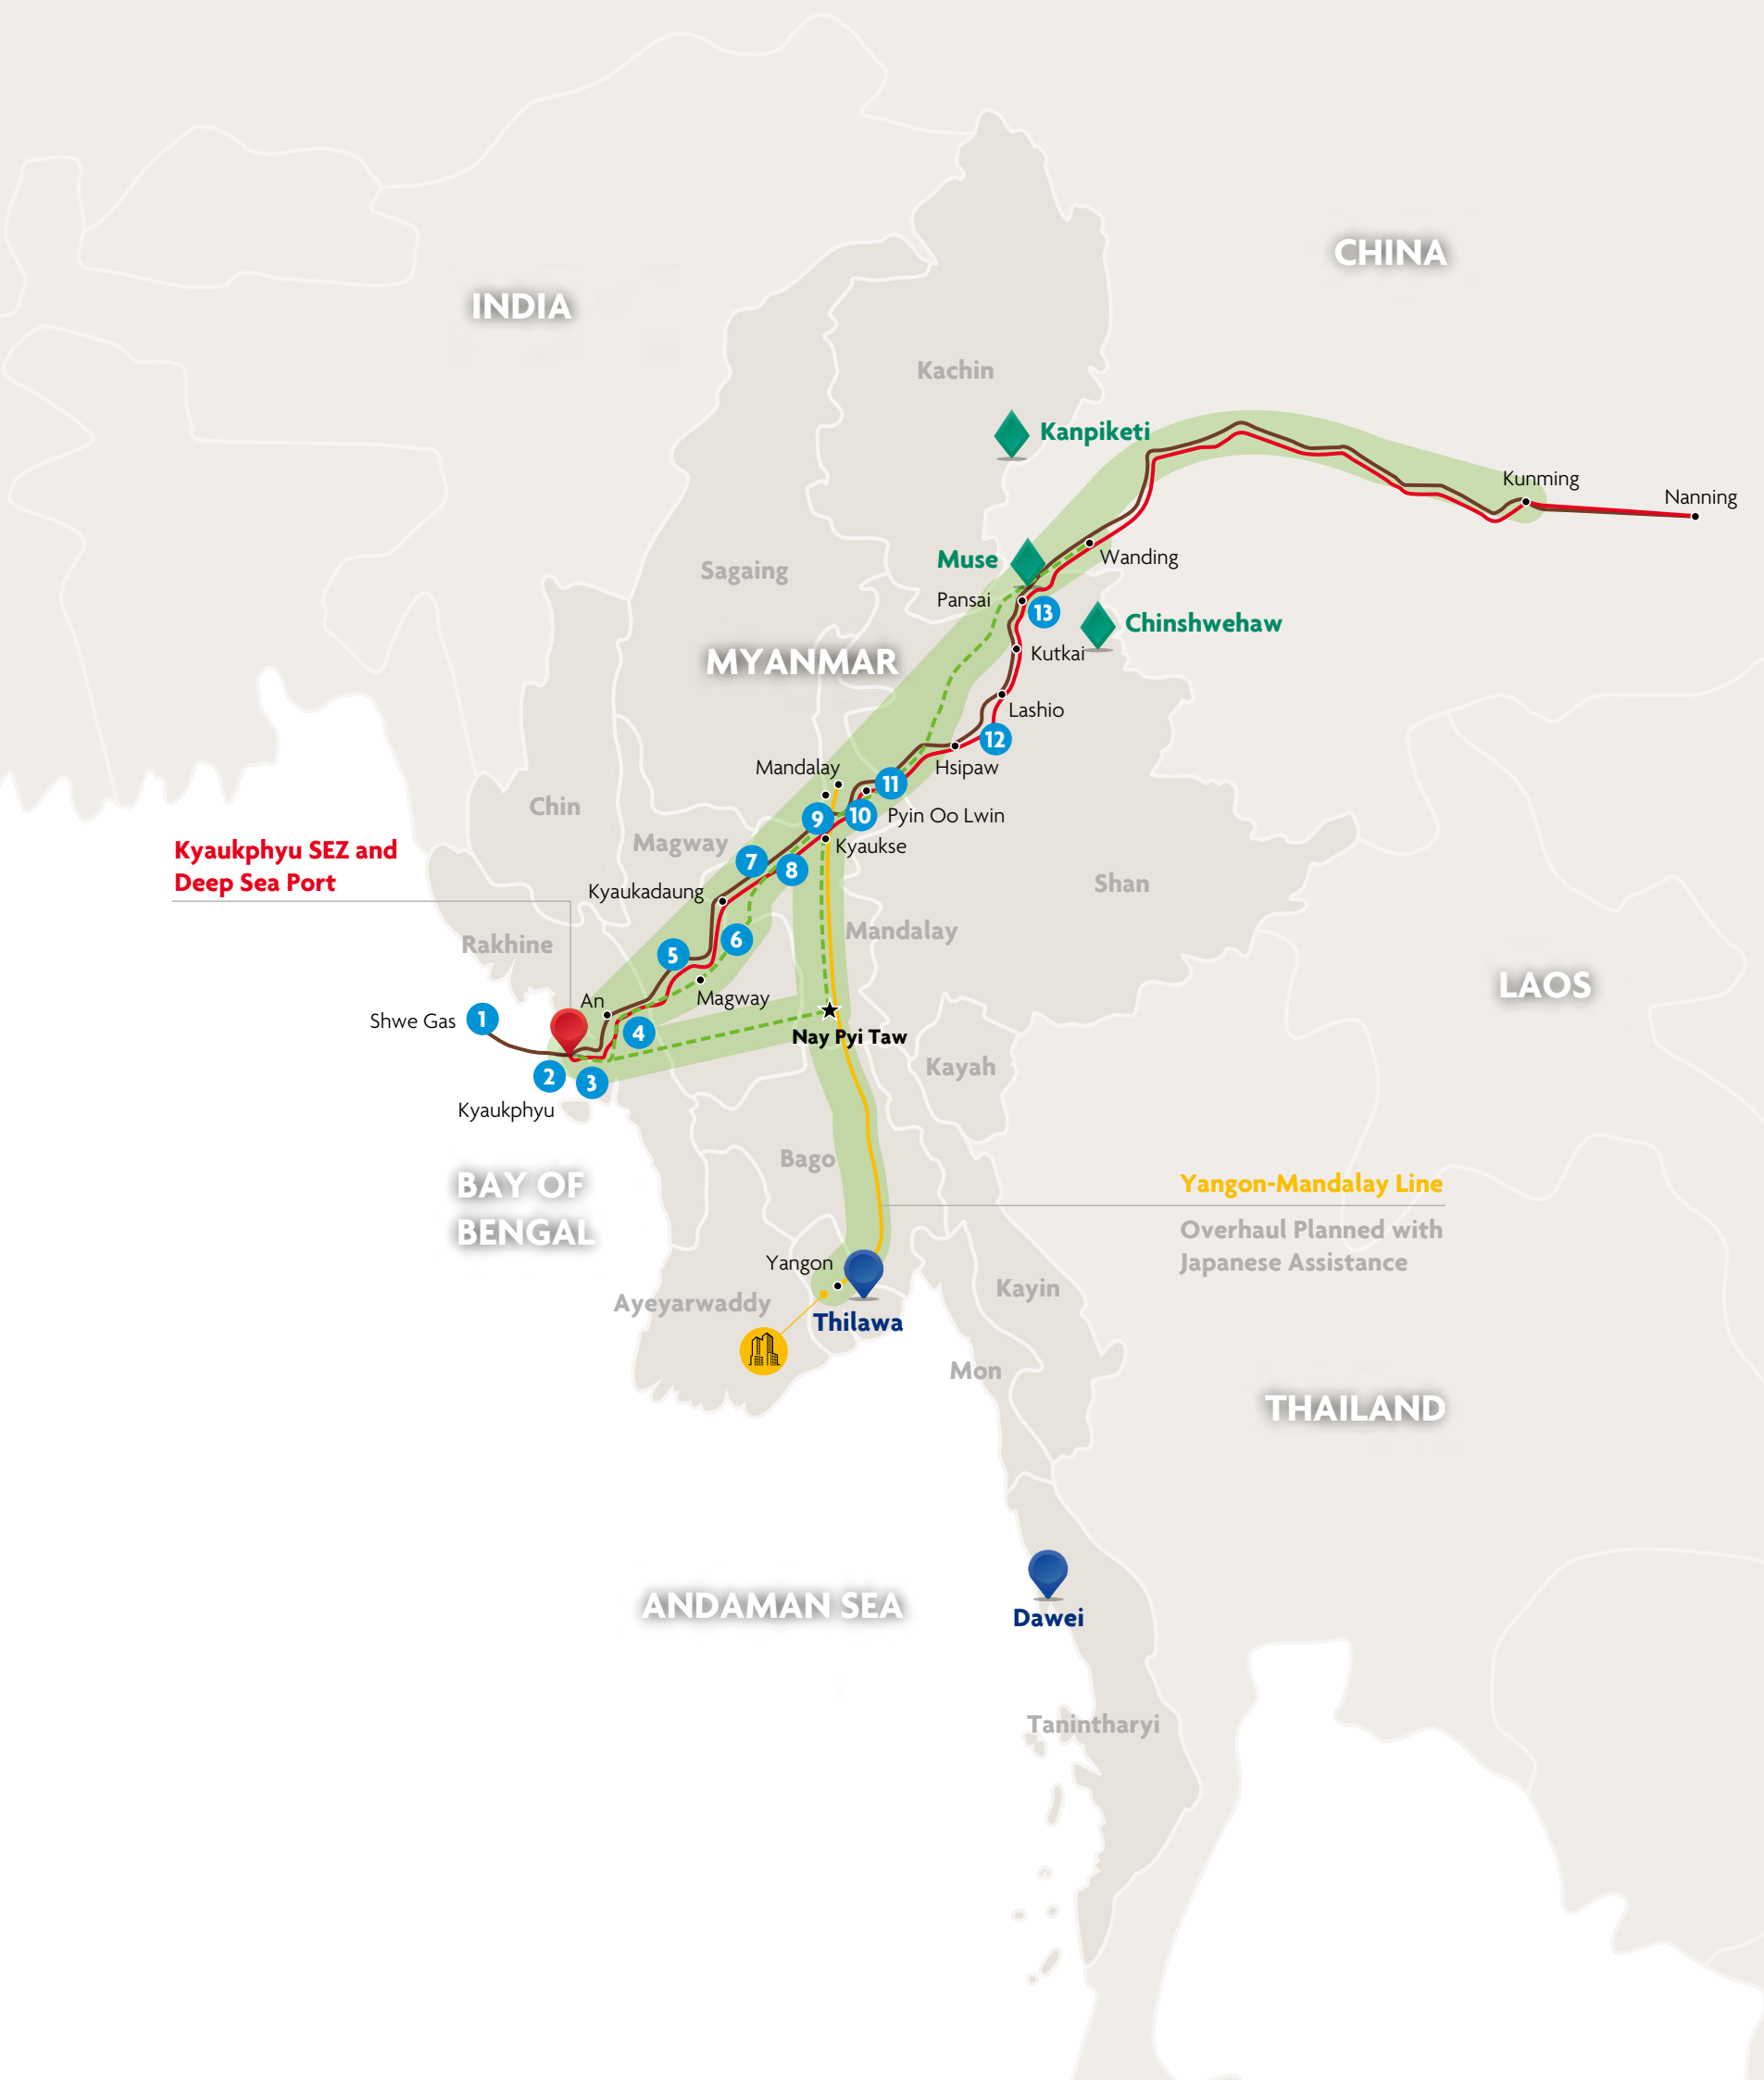 CHINA
INDIA
Kachin
Kanpiketi
Kunming
Nanning
Muse
Wanding
Sagaing
Pansai
13
Chinshwehaw
Kutkai
MYANMAR
Lashio
12
Mandalay
Hsipaw
11
Chin
9
10
Pyin Oo Lwin
Magway
Kyaukse
Kyaukphyu SEZ and
Deep Sea Port
7
8
Kyaukadaung
Shan
Rakhine
5
6
Mandalay
LAOS
An
Magway
Shwe Gas
1
4
Nay Pyi Taw
Kayah
2
3
Kyaukphyu
Bago
BAY OF
BENGAL
Yangon-Mandalay Line
Overhaul Planned with
Japanese Assistance
Yangon
Kayin
Ayeyarwaddy
Thilawa
Mon
THAILAND
ANDAMAN SEA
Dawei
Tanintharyi